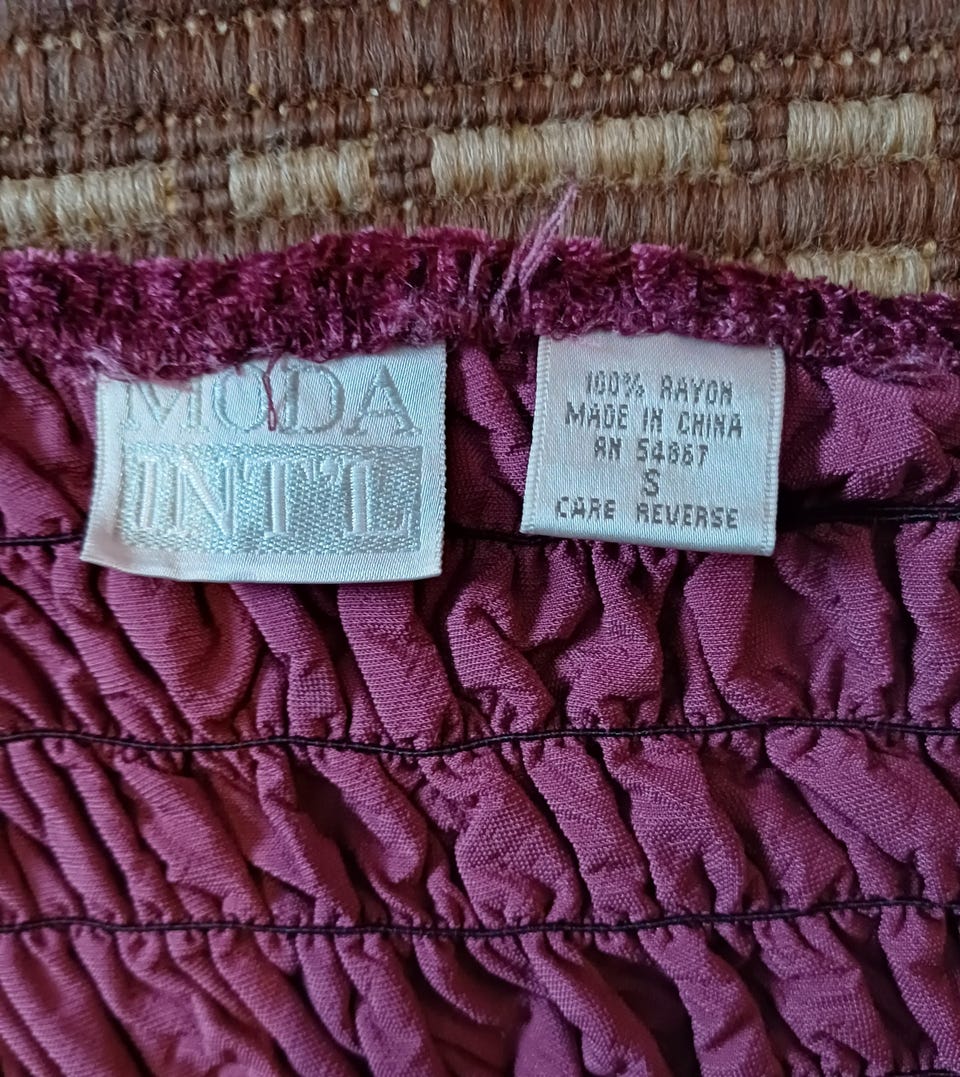 MODA
INT'L
100% RAYON
MADE IN CHINA
RN 54867
S
CARE REVERSE